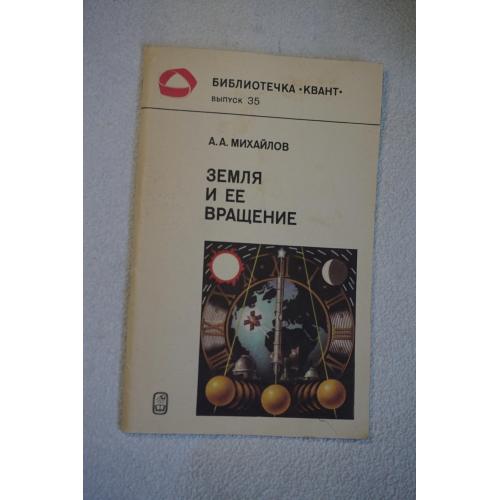 БИБЛИОТЕЧКА •КВАНТ•
ВЫПУСК 35
А. А. МИХАЙЛОВ
ЗЕМЛЯ
И ЕЕ
ВРАЩЕНИЕ